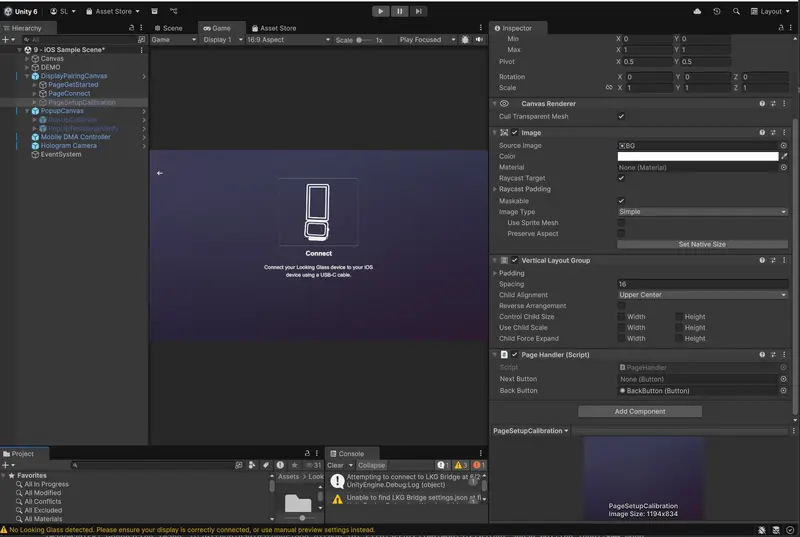 Unity 6
SL
Asset Store
Layout
Hierarchy
Scene
Game
Asset Store
Inspector
All
Game
Display 1
16:9 Aspect
Scale
1x
Play Focused
9 - iOS Sample Scene*
Canvas
DEMO
DisplayPairingCanvas
PageGetStarted
PageConnect
PageSetupCalibration
PopupCanvas
Mobile DMA Controller
Hologram Camera
EventSystem
Connect
Connect your Looking Glass device to your iOS
device using a USB-C cable.
Min X 0 Y 0
Max X 1 Y 1
Pivot X 0.5 Y 0.5
Rotation X 0 Y 0 Z 0
Scale X 1 Y 1 Z 1
Canvas Renderer
Cull Transparent Mesh
Image
Source Image BG
Color
Material None (Material)
Raycast Target
Raycast Padding
Maskable
Image Type Simple
Use Sprite Mesh
Preserve Aspect
Set Native Size
Vertical Layout Group
Padding
Spacing 16
Child Alignment Upper Center
Reverse Arrangement
Control Child Size Width Height
Use Child Scale Width Height
Child Force Expand Width Height
Page Handler (Script)
Script PageHandler
Next Button None (Button)
Back Button BackButton (Button)
Add Component
PageSetupCalibration
PageSetupCalibration
Image Size: 1194x834
Project
31
Favorites
All In Progress
All Modified
All Conflicts
All Excluded
All Materials
Assets Look
Console
Clear Collapse 1 3 1
Attempting to connect to LKG Bridge at
UnityEngine.Debug:Log (object)
1
Unable to find LKG Bridge settings.json at
No Looking Glass detected. Please ensure your display is correctly connected, or use manual preview settings instead.